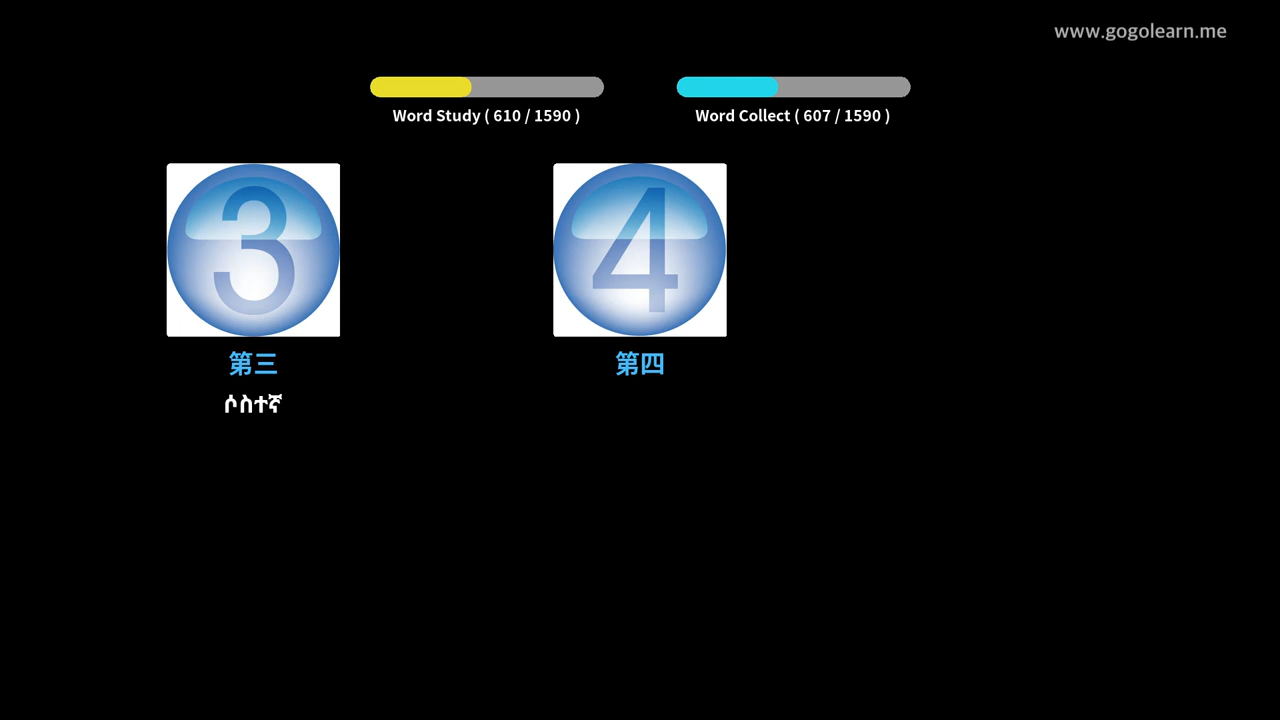 www.gogolearn.me
Word Study ( 610 / 1590 )
Word Collect ( 607 / 1590 )
3
4
第三
第四
ሶስተኛ